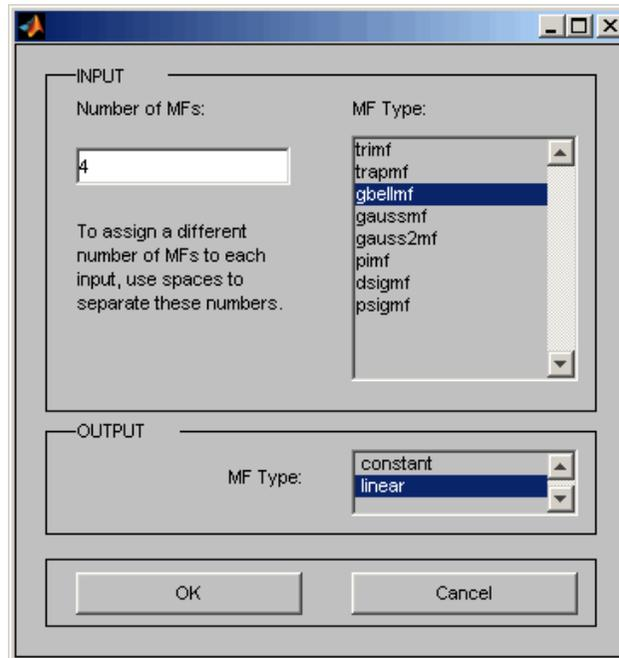 INPUT
Number of MFs:
MF Type:
4
To assign a different
number of MFs to each
input, use spaces to
separate these numbers.
trimf
trapmf
gbellmf
gaussmf
gauss2mf
pimf
dsigmf
psigmf
OUTPUT
MF Type:
constant
linear
OK
Cancel